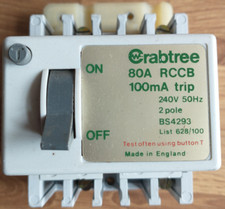 Crabtree
ON
80A RCCB
100mA trip
240V 50Hz
2 pole
BS4293
OFF
List 628/100
Test often using button T
Made in England